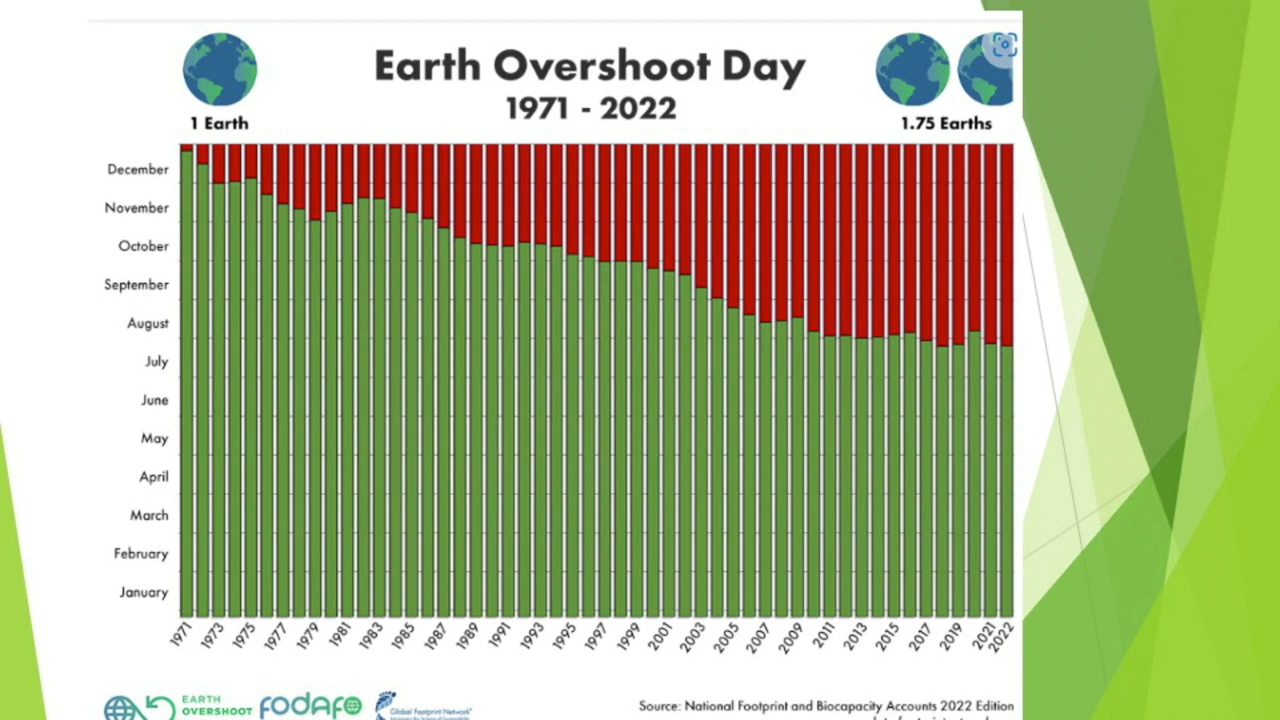 Earth Overshoot Day
1971 - 2022
1 Earth
1.75 Earths
December
November
October
September
August
July
June
May
April
March
February
January
1971
1973
1975
1977
1979
1981
1983
1985
1987
1989
1991
1993
1995
1997
1999
2001
2003
2005
2007
2009
2011
2013
2015
2017
2019
2021
2022
EARTH
OVERSHOOT
fodafo
Global Footprint Network
Source: National Footprint and Biocapacity Accounts 2022 Edition